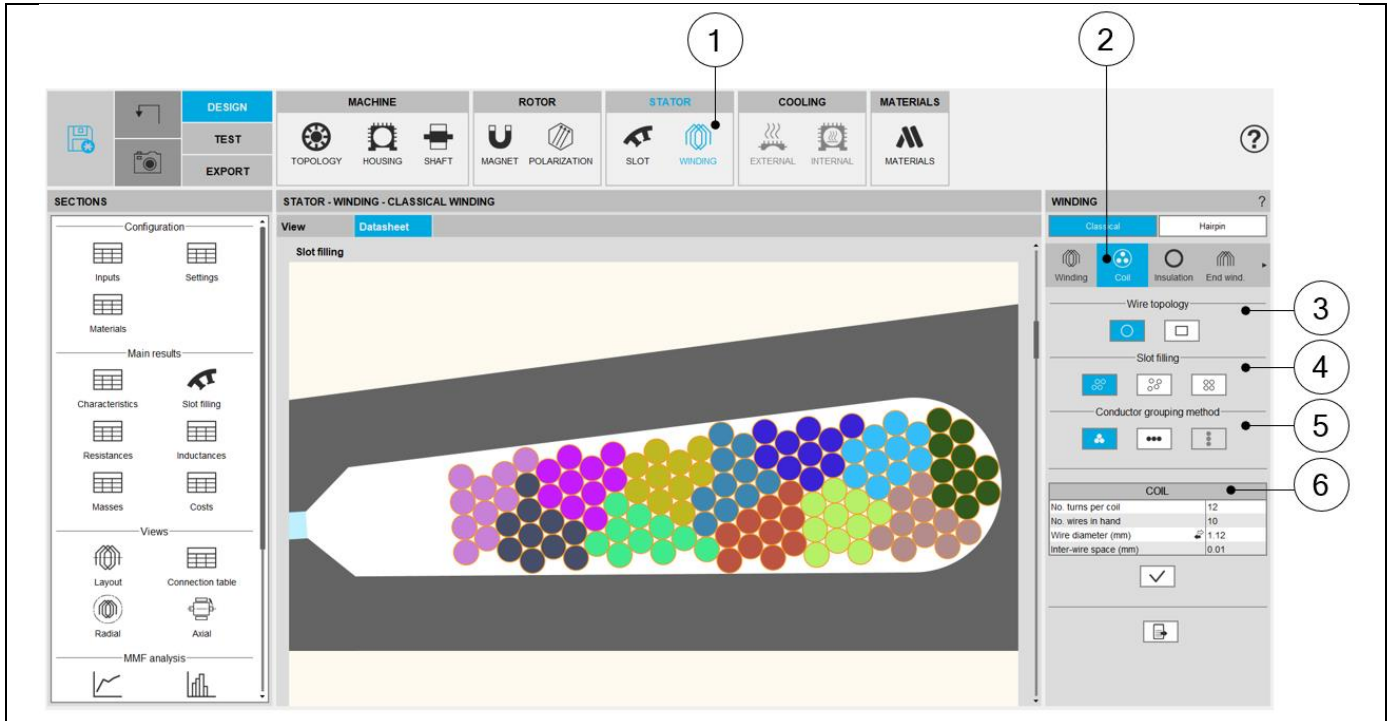 1
2
DESIGN
TEST
EXPORT
MACHINE
TOPOLOGY
HOUSING
SHAFT
ROTOR
MAGNET
POLARIZATION
STATOR
SLOT
WINDING
COOLING
EXTERNAL
INTERNAL
MATERIALS
MATERIALS
?
SECTIONS
Configuration
Inputs
Settings
Materials
Main results
Characteristics
Slot filling
Resistances
Inductances
Masses
Costs
Views
Layout
Connection table
Radial
Axial
MMF analysis
STATOR - WINDING - CLASSICAL WINDING
View
Datasheet
Slot filling
WINDING ?
Classical
Hairpin
Winding
Coil
Insulation
End wind.
Wire topology
3
Slot filling
4
Conductor grouping method
5
COIL
6
No. turns per coil 12
No. wires in hand 10
Wire diameter (mm) 1.12
Inter-wire space (mm) 0.01